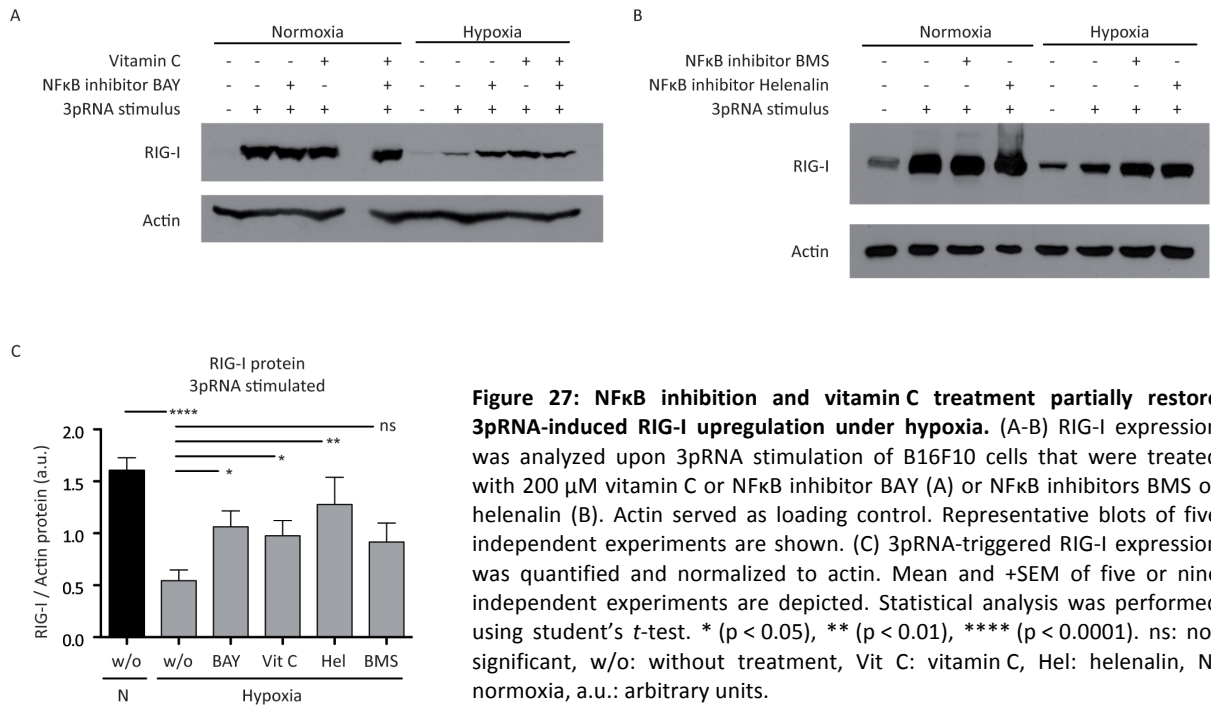 A
Normoxia Hypoxia
Vitamin C - - - + + - - - + +
NFκB inhibitor BAY - - + - + - - + - +
3pRNA stimulus - + + + + - + + + +
RIG-I
Actin
B
Normoxia Hypoxia
NFκB inhibitor BMS - - + - - - + -
NFκB inhibitor Helenalin - - - + - - - +
3pRNA stimulus - + + + - + + +
RIG-I
Actin
C
RIG-I protein
3pRNA stimulated
****
ns
**
*
*
RIG-I / Actin protein (a.u.)
2.0
1.5
1.0
0.5
0.0
w/o w/o BAY Vit C Hel BMS
N Hypoxia
Figure 27: NFκB inhibition and vitamin C treatment partially restore
3pRNA-induced RIG-I upregulation under hypoxia. (A-B) RIG-I expression
was analyzed upon 3pRNA stimulation of B16F10 cells that were treated
with 200 µM vitamin C or NFκB inhibitor BAY (A) or NFκB inhibitors BMS o
helenalin (B). Actin served as loading control. Representative blots of five
independent experiments are shown. (C) 3pRNA-triggered RIG-I expression
was quantified and normalized to actin. Mean and +SEM of five or nine
independent experiments are depicted. Statistical analysis was performed
using student's t-test. * (p < 0.05), ** (p < 0.01), **** (p < 0.0001). ns: no
significant, w/o: without treatment, Vit C: vitamin C, Hel: helenalin, N
normoxia, a.u.: arbitrary units.